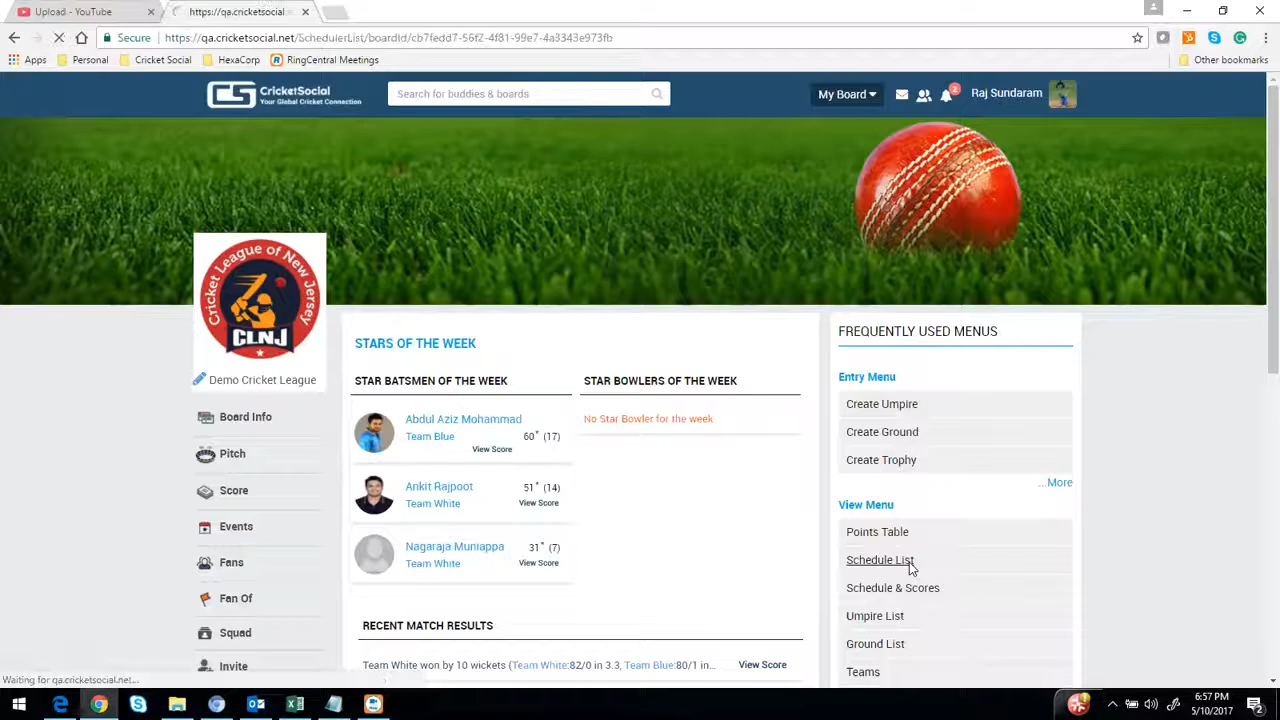 Upload - YouTube
https://qa.cricketsocial
Secure https://qa.cricketsocial.net/SchedulerList/boardId/cb7fedd7-56f2-4f81-99e7-4a3343e973fb
Apps Personal Cricket Social HexaCorp RingCentral Meetings Other bookmarks
CricketSocial
Your Global Cricket Connection
Search for buddies & boards
My Board
2
Raj Sundaram
Cricket League of New Jersey
CLNJ
Demo Cricket League
Board Info
Pitch
Score
Events
Fans
Fan Of
Squad
Invite
STARS OF THE WEEK
STAR BATSMEN OF THE WEEK
Abdul Aziz Mohammad
Team Blue 60* (17)
View Score
Ankit Rajpoot 51* (14)
Team White View Score
Nagaraja Muniappa 31* (7)
Team White View Score
STAR BOWLERS OF THE WEEK
No Star Bowler for the week
RECENT MATCH RESULTS
Team White won by 10 wickets (Team White:82/0 in 3.3, Team Blue:80/1 in... View Score
FREQUENTLY USED MENUS
Entry Menu
Create Umpire
Create Ground
Create Trophy
...More
View Menu
Points Table
Schedule List
Schedule & Scores
Umpire List
Ground List
Teams
Waiting for qa.cricketsocial.net...
6:57 PM
5/10/2017
2